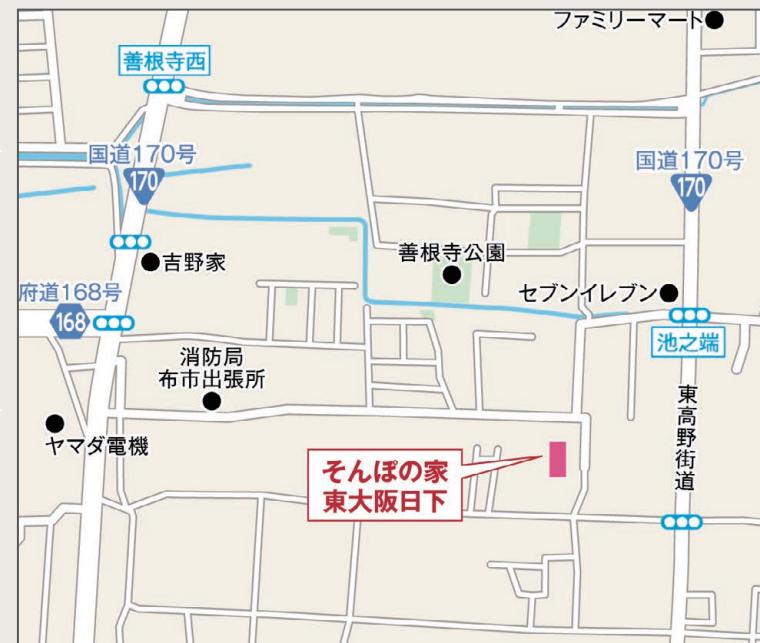 ファミリーマート
善根寺西
国道170号
170
国道170号
170
吉野家
善根寺公園
セブンイレブン
府道168号
168
池之端
消防局
布市出張所
ヤマダ電機
東高野街道
そんぽの家
東大阪日下